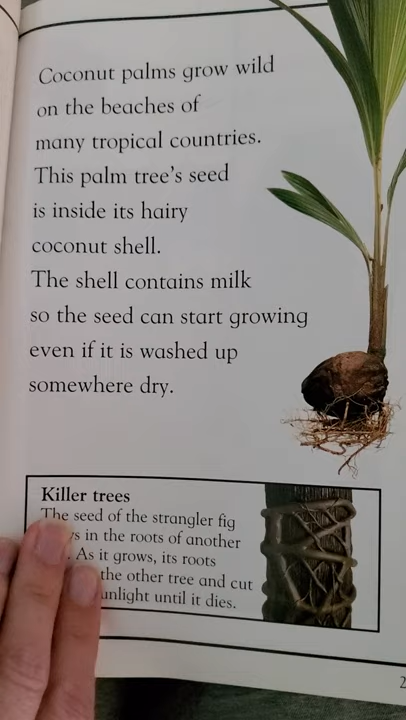 Coconut palms grow wild
on the beaches of
many tropical countries.
This palm tree's seed
is inside its hairy
coconut shell.
The shell contains milk
so the seed can start growing
even if it is washed up
somewhere dry.
Killer trees
The seed of the strangler fig
in the roots of another
As it grows, its roots
the other tree and cut
until it dies.
2